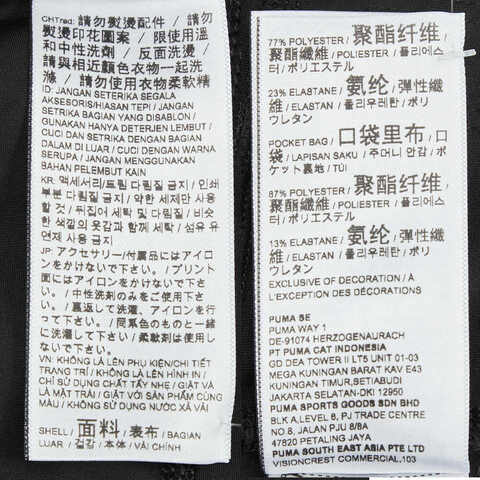 CHTrad: 請勿熨燙配件 / 請勿
熨燙印花圖案 / 限使用溫
和中性洗劑 / 反面洗燙 /
請與相近顏色衣物一起洗
滌 / 請勿使用衣物柔軟精
ID: JANGAN SETERIKA SEGALA
AKSESORIS/HIASAN TEPI / JANGAN
SETRIKA BAGIAN YANG DISABLON /
GUNAKAN HANYA DETERJEN LEMBUT /
CUCI DAN SETRIKA DENGAN BAGIAN
DALAM DI LUAR / CUCI DENGAN WARNA
SERUPA / JANGAN MENGGUNAKAN
BAHAN PELEMBUT KAIN
KR: 액세서리/트림 다림질 금지 / 인쇄
부분 다림질 금지 / 약한 세제만 사용
할 것 / 뒤집어 세탁 및 다림질 / 비슷
한 색깔의 옷감과 함께 세탁 / 섬유 유
연제 사용 금지
JP: アクセサリー/付属品にはアイロ
ンをかけないで下さい。/ プリント
面にはアイロンをかけないで下さ
い。/ 中性洗剤のみをご使用下さ
い。/ 裏返して洗濯、アイロンを行
って下さい。/ 同系色のものと一緒
に洗濯して下さい。/ 柔軟剤は使用し
ないで下さい。
VN: KHÔNG LÀ LÊN PHỤ KIỆN/CHI TIẾT
TRANG TRÍ / KHÔNG LÀ LÊN HÌNH IN /
CHỈ SỬ DỤNG CHẤT TẨY NHẸ / GIẶT VÀ
LÀ MẶT TRÁI / GIẶT VỚI SẢN PHẨM CÙNG
MÀU / KHÔNG SỬ DỤNG NƯỚC XẢ VẢI
SHELL / 面料 / 表布 / BAGIAN
LUAR / 겉감 / 本体 / VẢI CHÍNH
77% POLYESTER / 聚酯纤维 /
聚酯纖維 / POLIESTER / 폴리에스
터 / ポリエステル
23% ELASTANE / 氨纶 / 彈性纖
維 / ELASTANE / 폴리우레탄 / ポリ
ウレタン
POCKET BAG / 口袋里布 / 口
袋 / LAPISAN SAKU / 주머니 안감 / ポ
ケット裏地 / TÚI
87% POLYESTER / 聚酯纤维 /
聚酯纖維 / POLIESTER / 폴리에스
터 / ポリエステル
13% ELASTANE / 氨纶 / 彈性纖
維 / ELASTANE / 폴리우레탄 / ポリ
ウレタン
EXCLUSIVE OF DECORATION / À
L'EXCEPTION DES DÉCORATIONS
PUMA SE
PUMA WAY 1
DE-91074 HERZOGENAURACH
PT PUMA CAT INDONESIA
GD DEA TOWER II LT5 UNIT 01-03
MEGA KUNINGAN BARAT KAV E43
KUNINGAN TIMUR,SETIABUDI
JAKARTA SELATAN-DKI 12950
PUMA SPORTS GOODS SDN BHD
BLK A,LEVEL 8, PJ TRADE CENTRE
NO.8, JALAN PJU 8/8A
47820 PETALING JAYA
PUMA SOUTH EAST ASIA PTE LTD
VISIONCREST COMMERCIAL,103